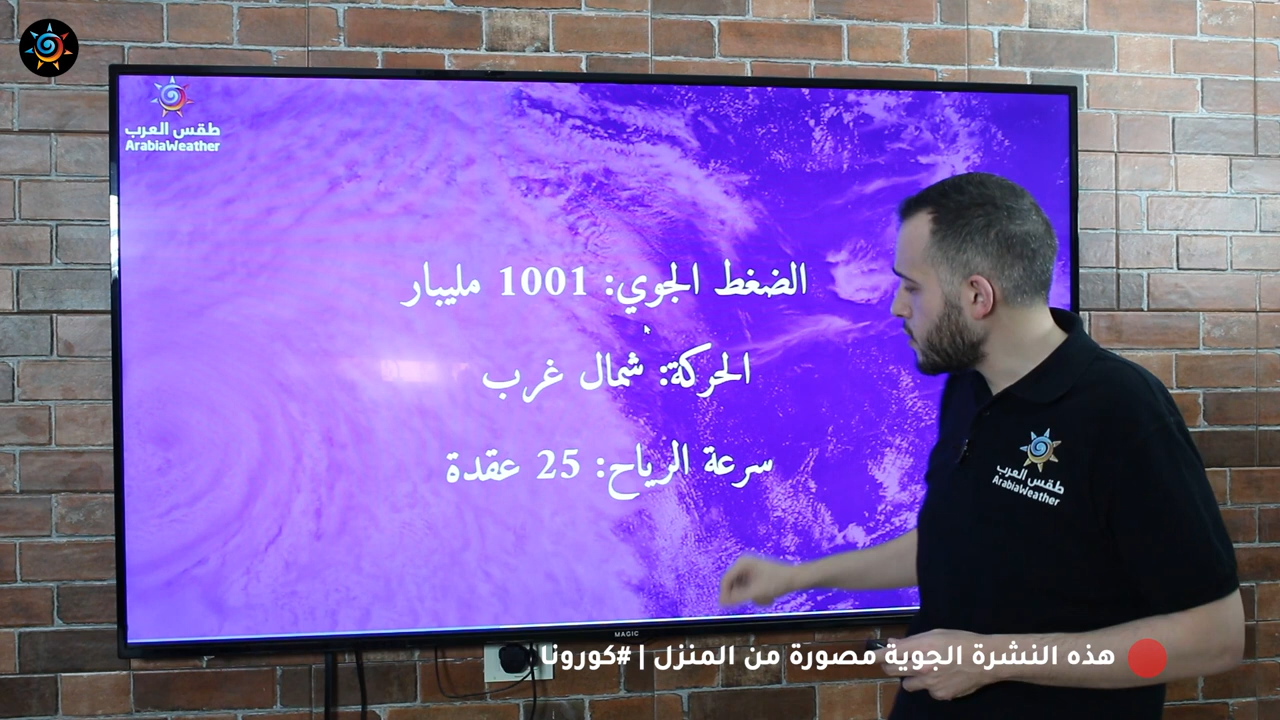 طقس العرب
ArabiaWeather
الضغط الجوي: 1001 مليبار
الحركة: شمال غرب
سرعة الرياح: 25 عقدة
طقس العرب
ArabiaWeather
MAGIC
هذه النشرة الجوية مصورة من المنزل | #كورونا